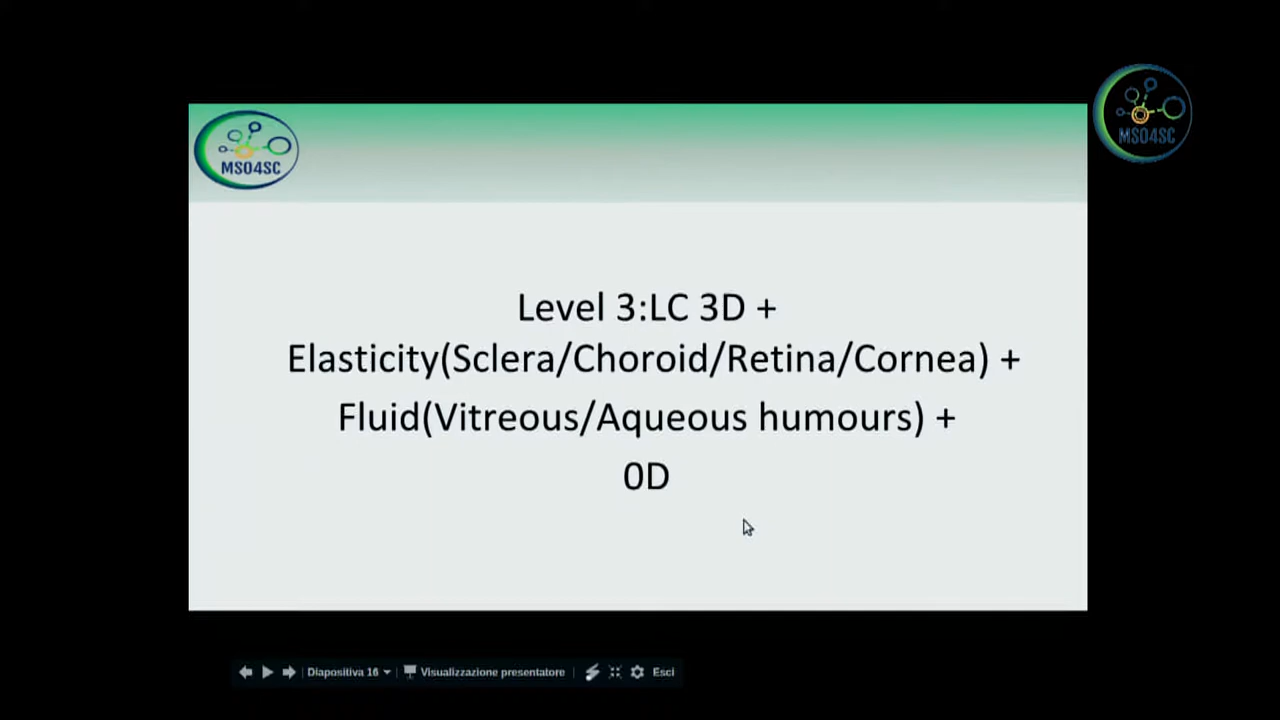 MSO4SC
MSO4SC
Level 3:LC 3D +
Elasticity(Sclera/Choroid/Retina/Cornea) +
Fluid(Vitreous/Aqueous humours) +
0D
Diapositiva 16
Visualizzazione presentatore
Esci